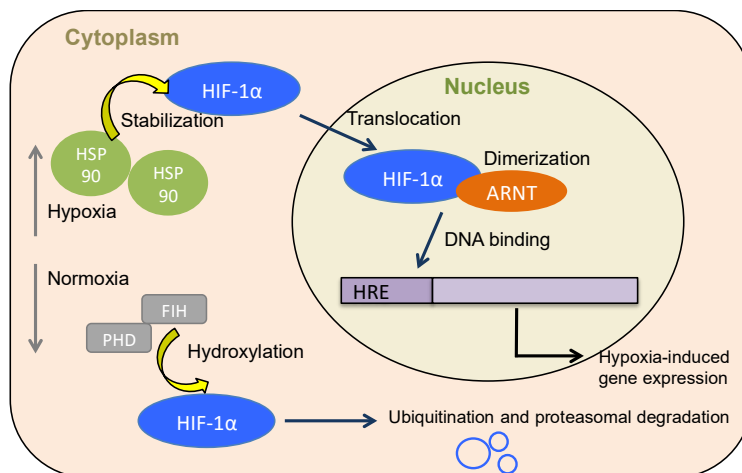 Cytoplasm
HIF-1α
Stabilization
HSP
90
HSP
90
Hypoxia
Translocation
Nucleus
HIF-1α
Dimerization
ARNT
DNA binding
HRE
Hypoxia-induced
gene expression
Normoxia
FIH
PHD
Hydroxylation
HIF-1α
Ubiquitination and proteasomal degradation